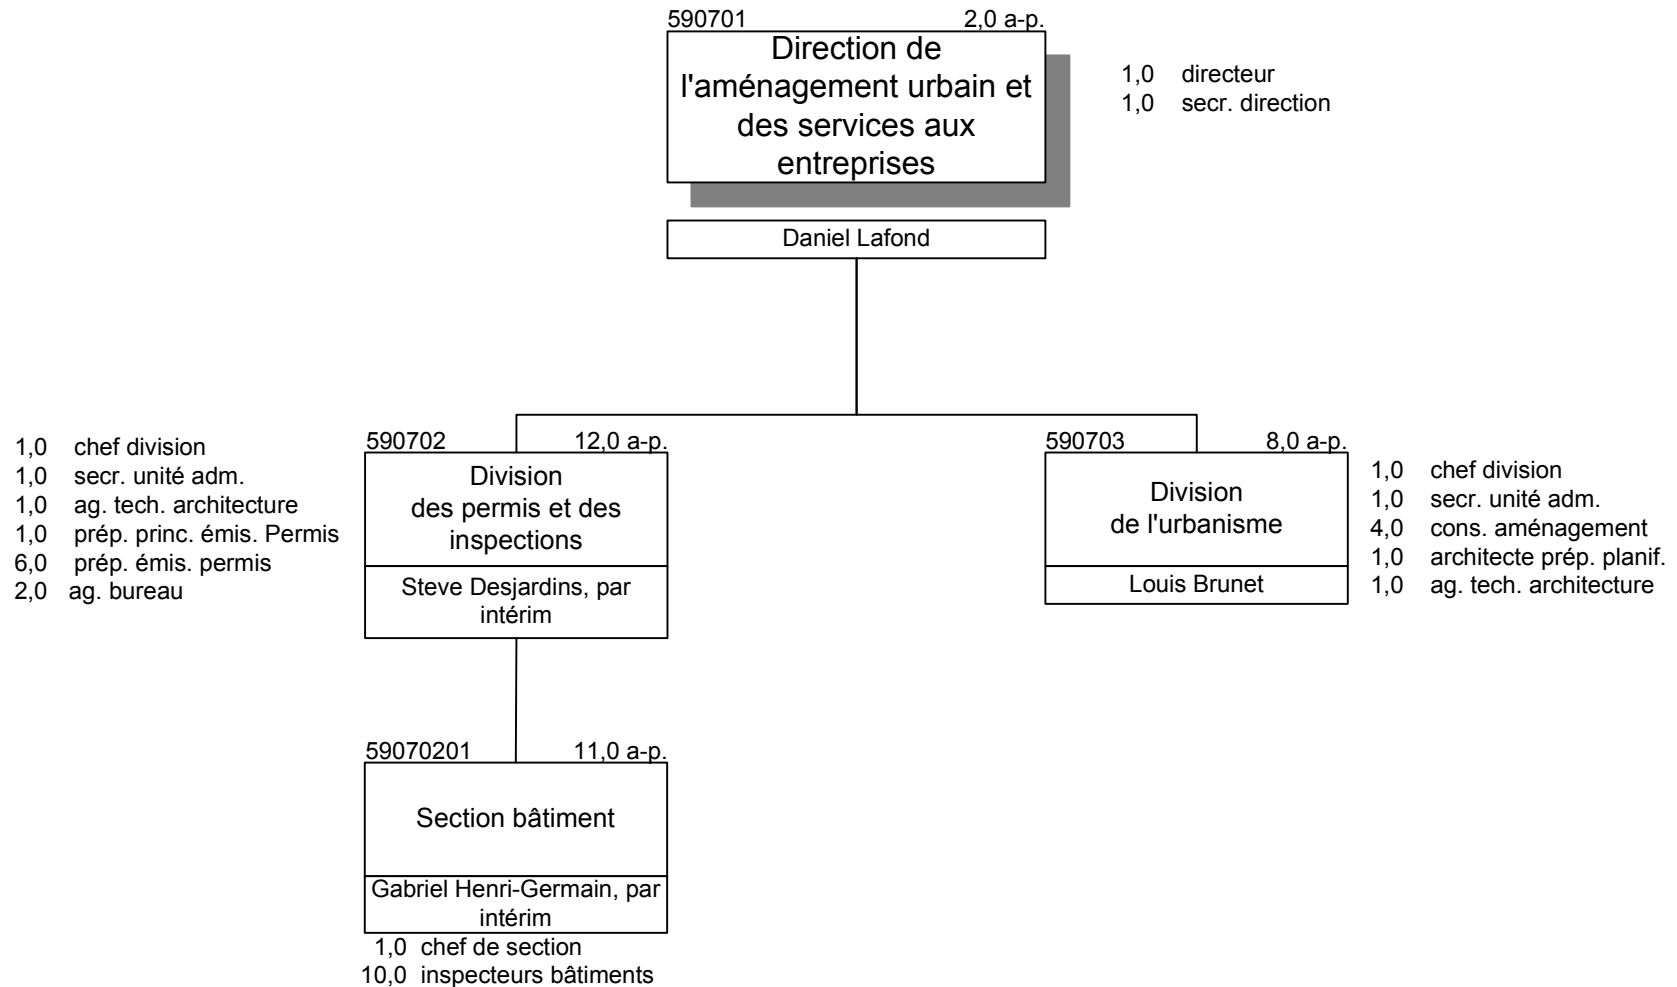 590701 2,0 a-p.
Direction de
l'aménagement urbain et
des services aux
entreprises
Daniel Lafond
1,0 directeur
1,0 secr. direction
1,0 chef division
1,0 secr. unité adm.
1,0 ag. tech. architecture
1,0 prép. princ. émis. Permis
6,0 prép. émis. permis
2,0 ag. bureau
590702 12,0 a-p.
Division
des permis et des
inspections
Steve Desjardins, par
intérim
590703 8,0 a-p.
Division
de l'urbanisme
Louis Brunet
1,0 chef division
1,0 secr. unité adm.
4,0 cons. aménagement
1,0 architecte prép. planif.
1,0 ag. tech. architecture
59070201 11,0 a-p.
Section bâtiment
Gabriel Henri-Germain, par
intérim
1,0 chef de section
10,0 inspecteurs bâtiments